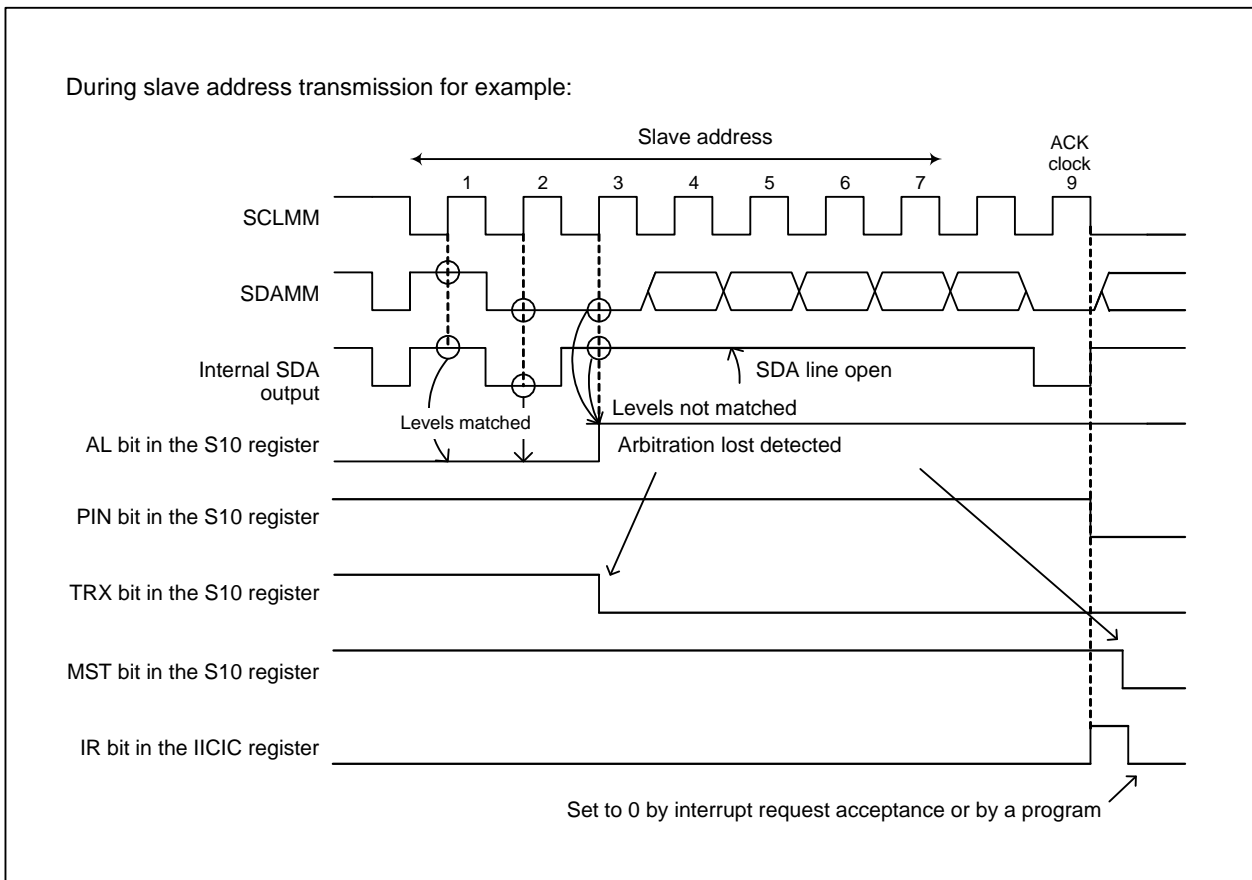 During slave address transmission for example:
Slave address
ACK
clock
1 2 3 4 5 6 7 9
SCLMM
SDAMM
Internal SDA
output
SDA line open
Levels matched
Levels not matched
AL bit in the S10 register
Arbitration lost detected
PIN bit in the S10 register
TRX bit in the S10 register
MST bit in the S10 register
IR bit in the IICIC register
Set to 0 by interrupt request acceptance or by a program